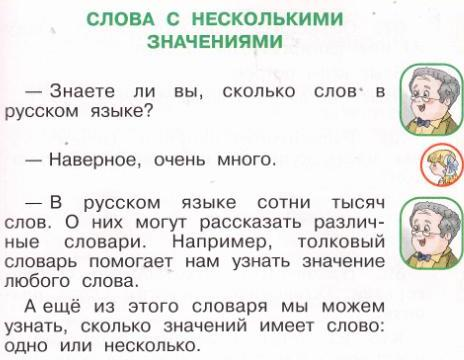 СЛОВА С НЕСКОЛЬКИМИ
ЗНАЧЕНИЯМИ
— Знаете ли вы, сколько слов в
русском языке?
— Наверное, очень много.
— В русском языке сотни тысяч
слов. О них могут рассказать различ-
ные словари. Например, толковый
словарь помогает нам узнать значение
любого слова.
А ещё из этого словаря мы можем
узнать, сколько значений имеет слово:
одно или несколько.